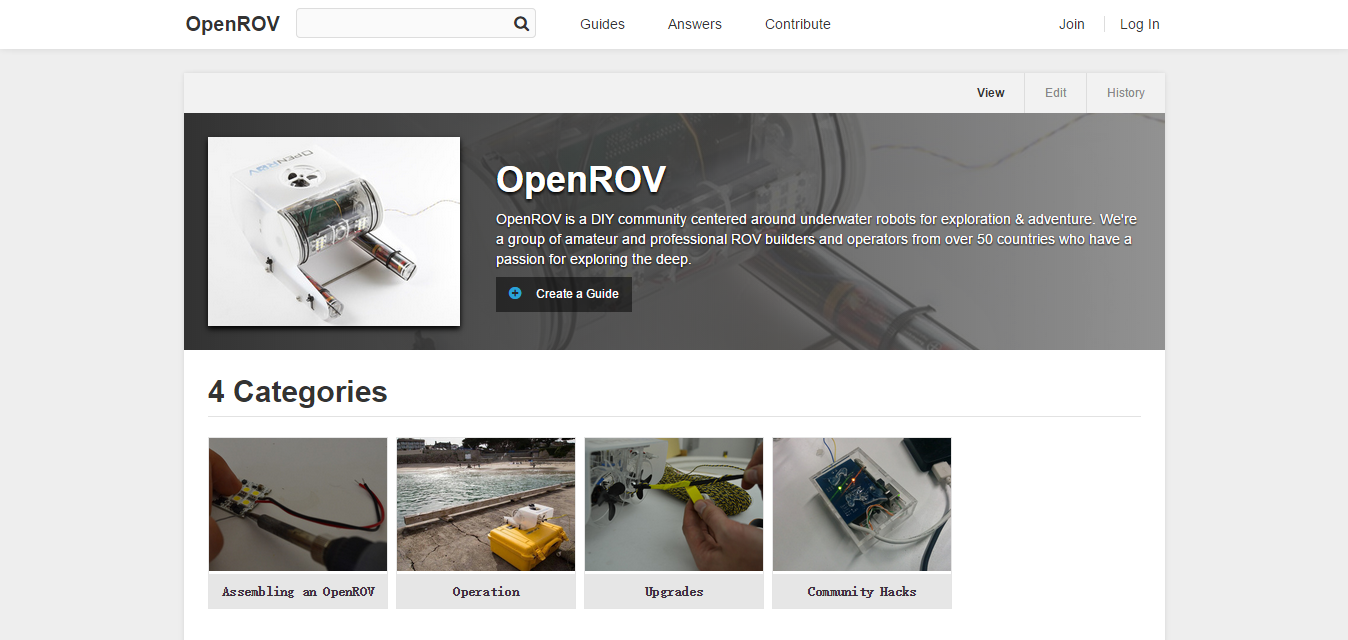 OpenROV
Guides
Answers
Contribute
Join
Log In
View
Edit
History
OPENROV
OpenROV
OpenROV is a DIY community centered around underwater robots for exploration & adventure. We're
a group of amateur and professional ROV builders and operators from over 50 countries who have a
passion for exploring the deep.
Create a Guide
4 Categories
Assembling an OpenROV
Operation
Upgrades
Community Hacks